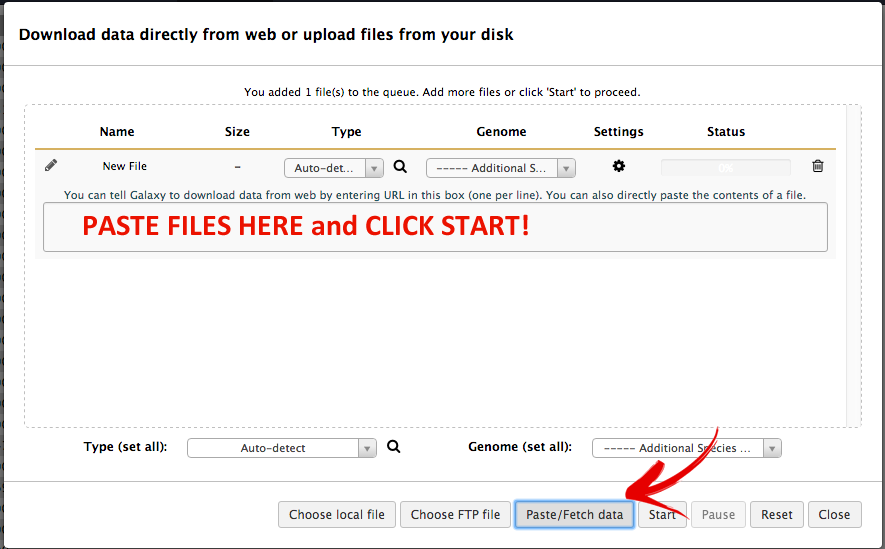 Download data directly from web or upload files from your disk
You added 1 file(s) to the queue. Add more files or click 'Start' to proceed.
Name Size Type Genome Settings Status
New File – Auto-det... ----- Additional S... 0%
You can tell Galaxy to download data from web by entering URL in this box (one per line). You can also directly paste the contents of a file.
PASTE FILES HERE and CLICK START!
Type (set all): Auto-detect Genome (set all): ----- Additional Species ...
Choose local file Choose FTP file Paste/Fetch data Start Pause Reset Close